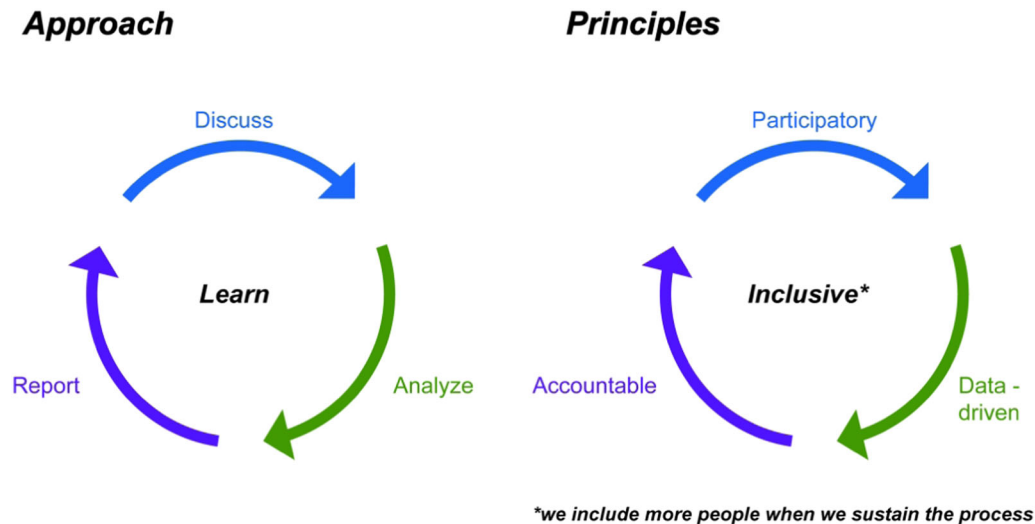 Approach
Discuss
Learn
Report
Analyze
Principles
Participatory
Inclusive*
Accountable
Data -
driven
*we include more people when we sustain the process